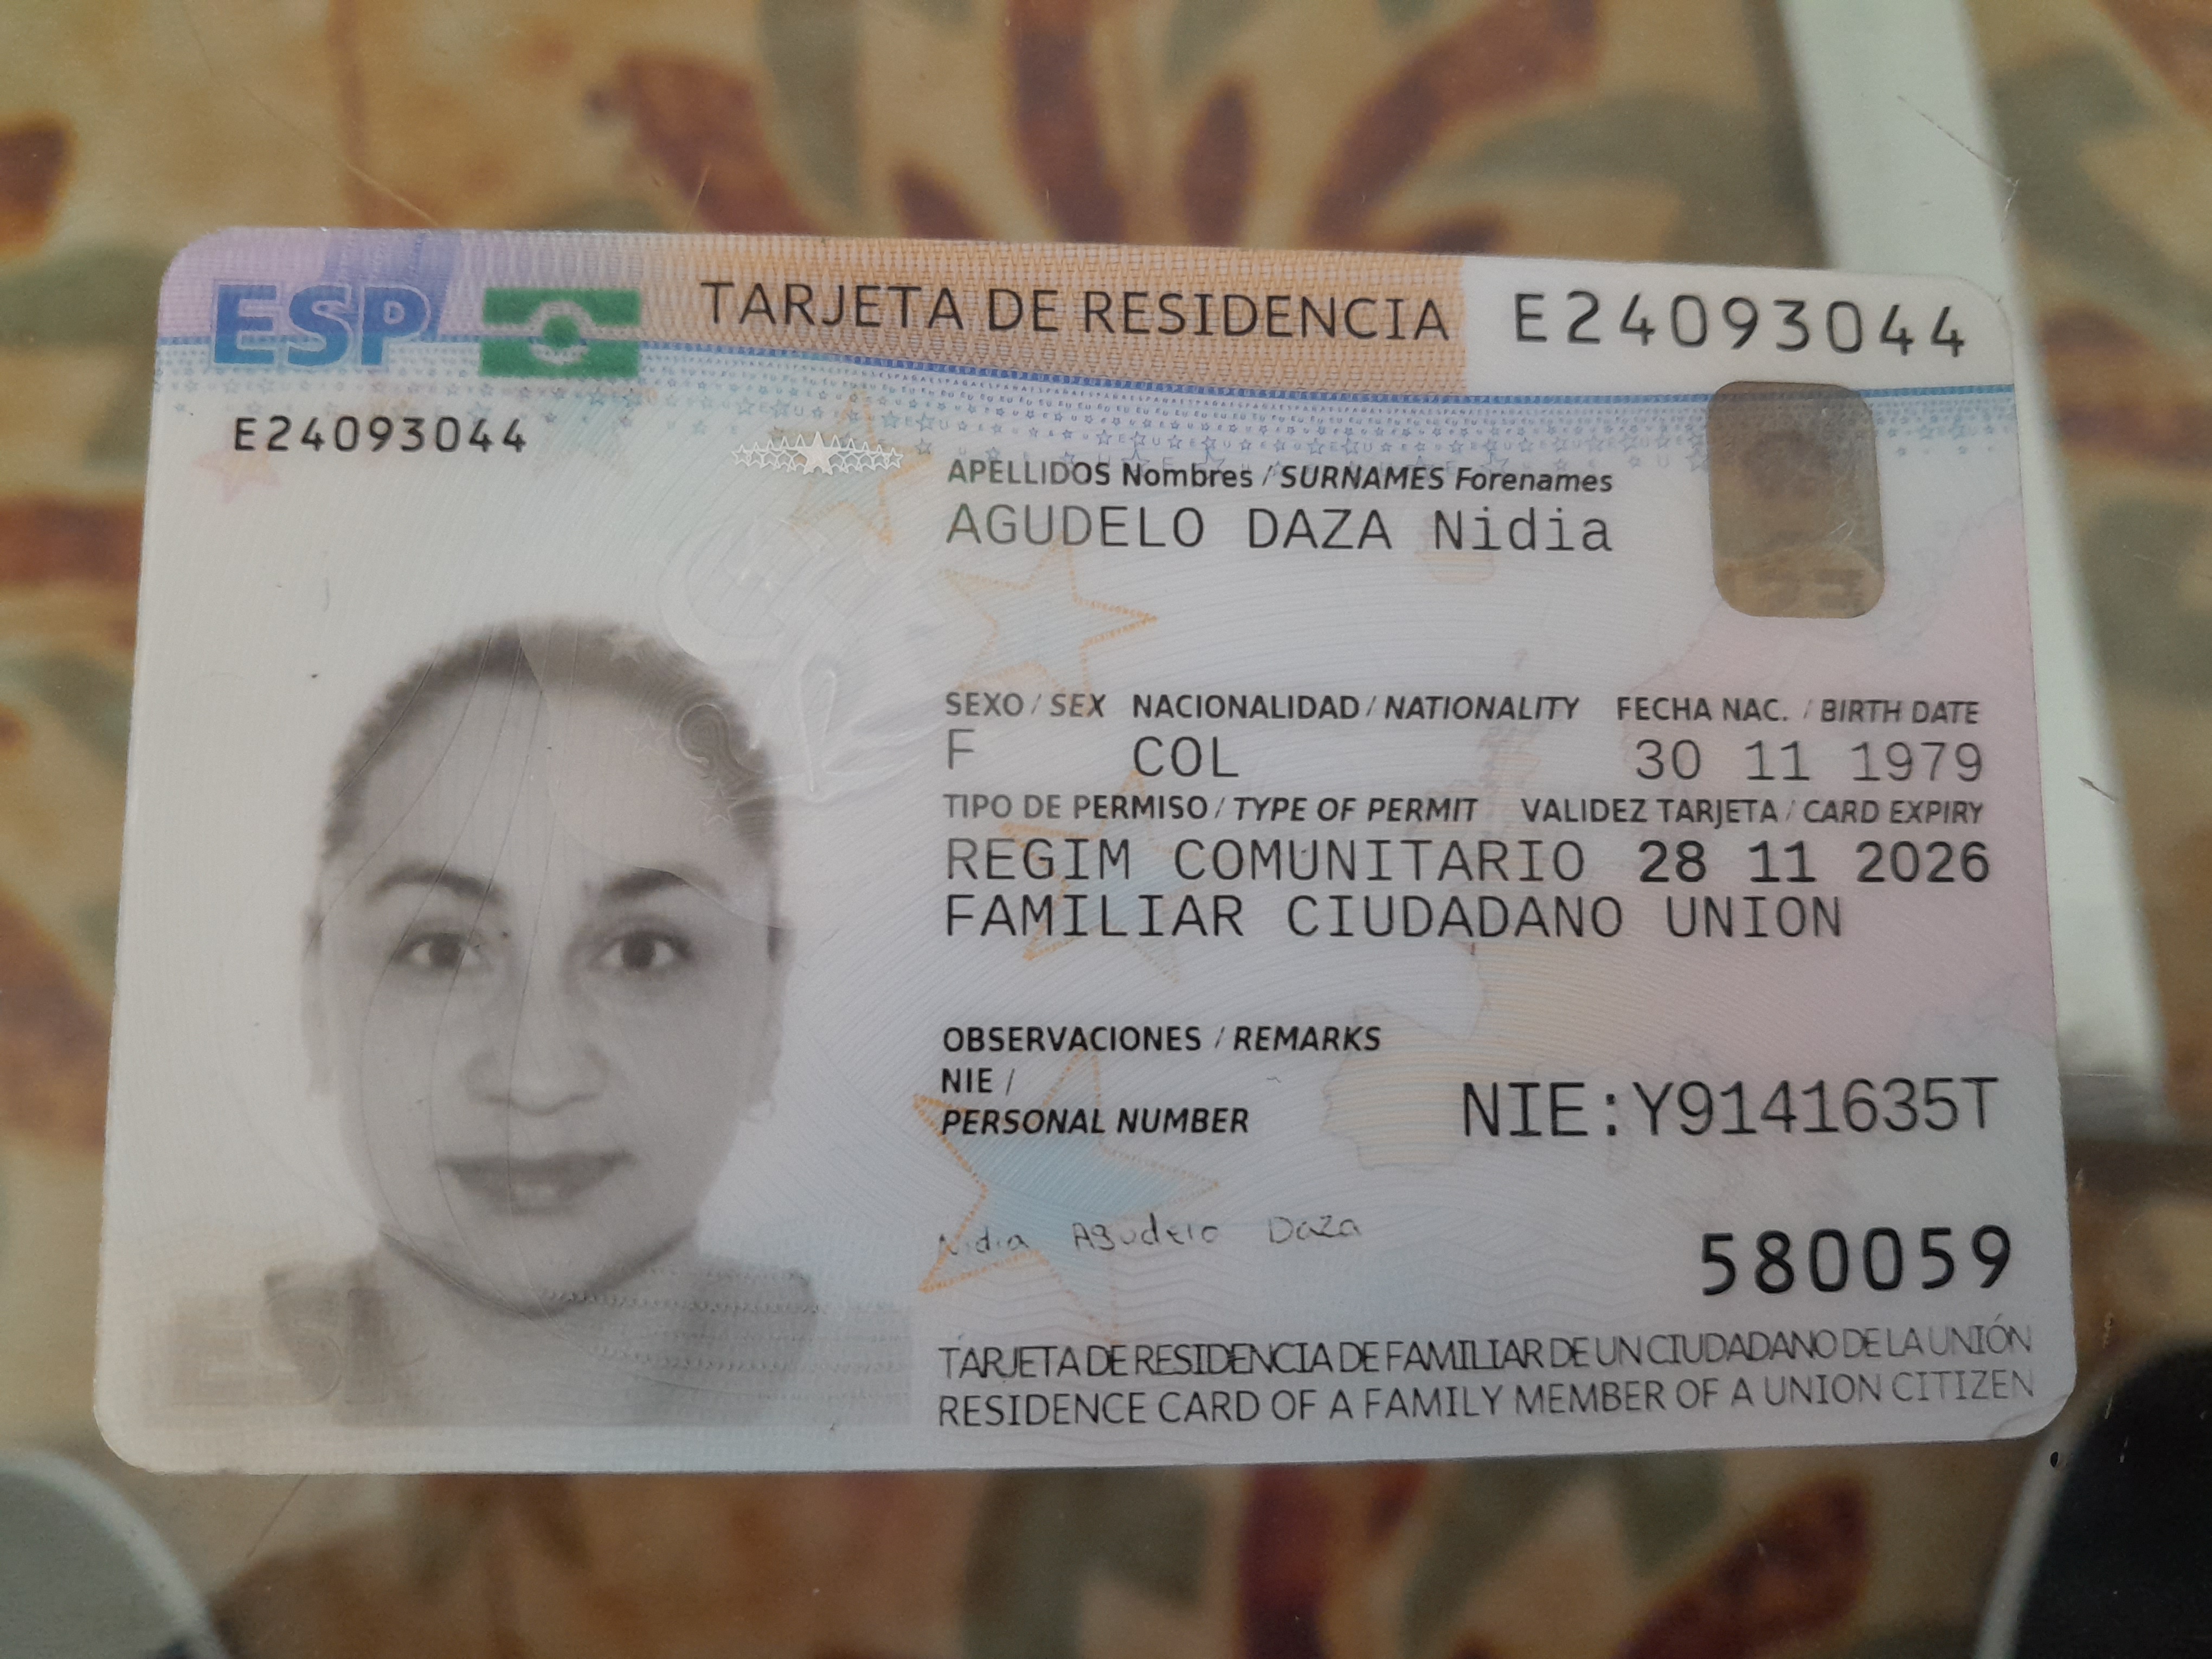 ESP TARJETA DE RESIDENCIA E24093044
E24093044
APELLIDOS Nombres / SURNAMES Forenames
AGUDELO DAZA Nidia
SEXO / SEX NACIONALIDAD / NATIONALITY FECHA NAC. / BIRTH DATE
F COL 30 11 1979
TIPO DE PERMISO / TYPE OF PERMIT VALIDEZ TARJETA / CARD EXPIRY
REGIM COMUNITARIO 28 11 2026
FAMILIAR CIUDADANO UNION
OBSERVACIONES / REMARKS
NIE /
PERSONAL NUMBER NIE:Y9141635T
Nidia Agudelo Daza
580059
TARJETA DE RESIDENCIA DE FAMILIAR DE UN CIUDADANO DE LA UNIÓN
RESIDENCE CARD OF A FAMILY MEMBER OF A UNION CITIZEN